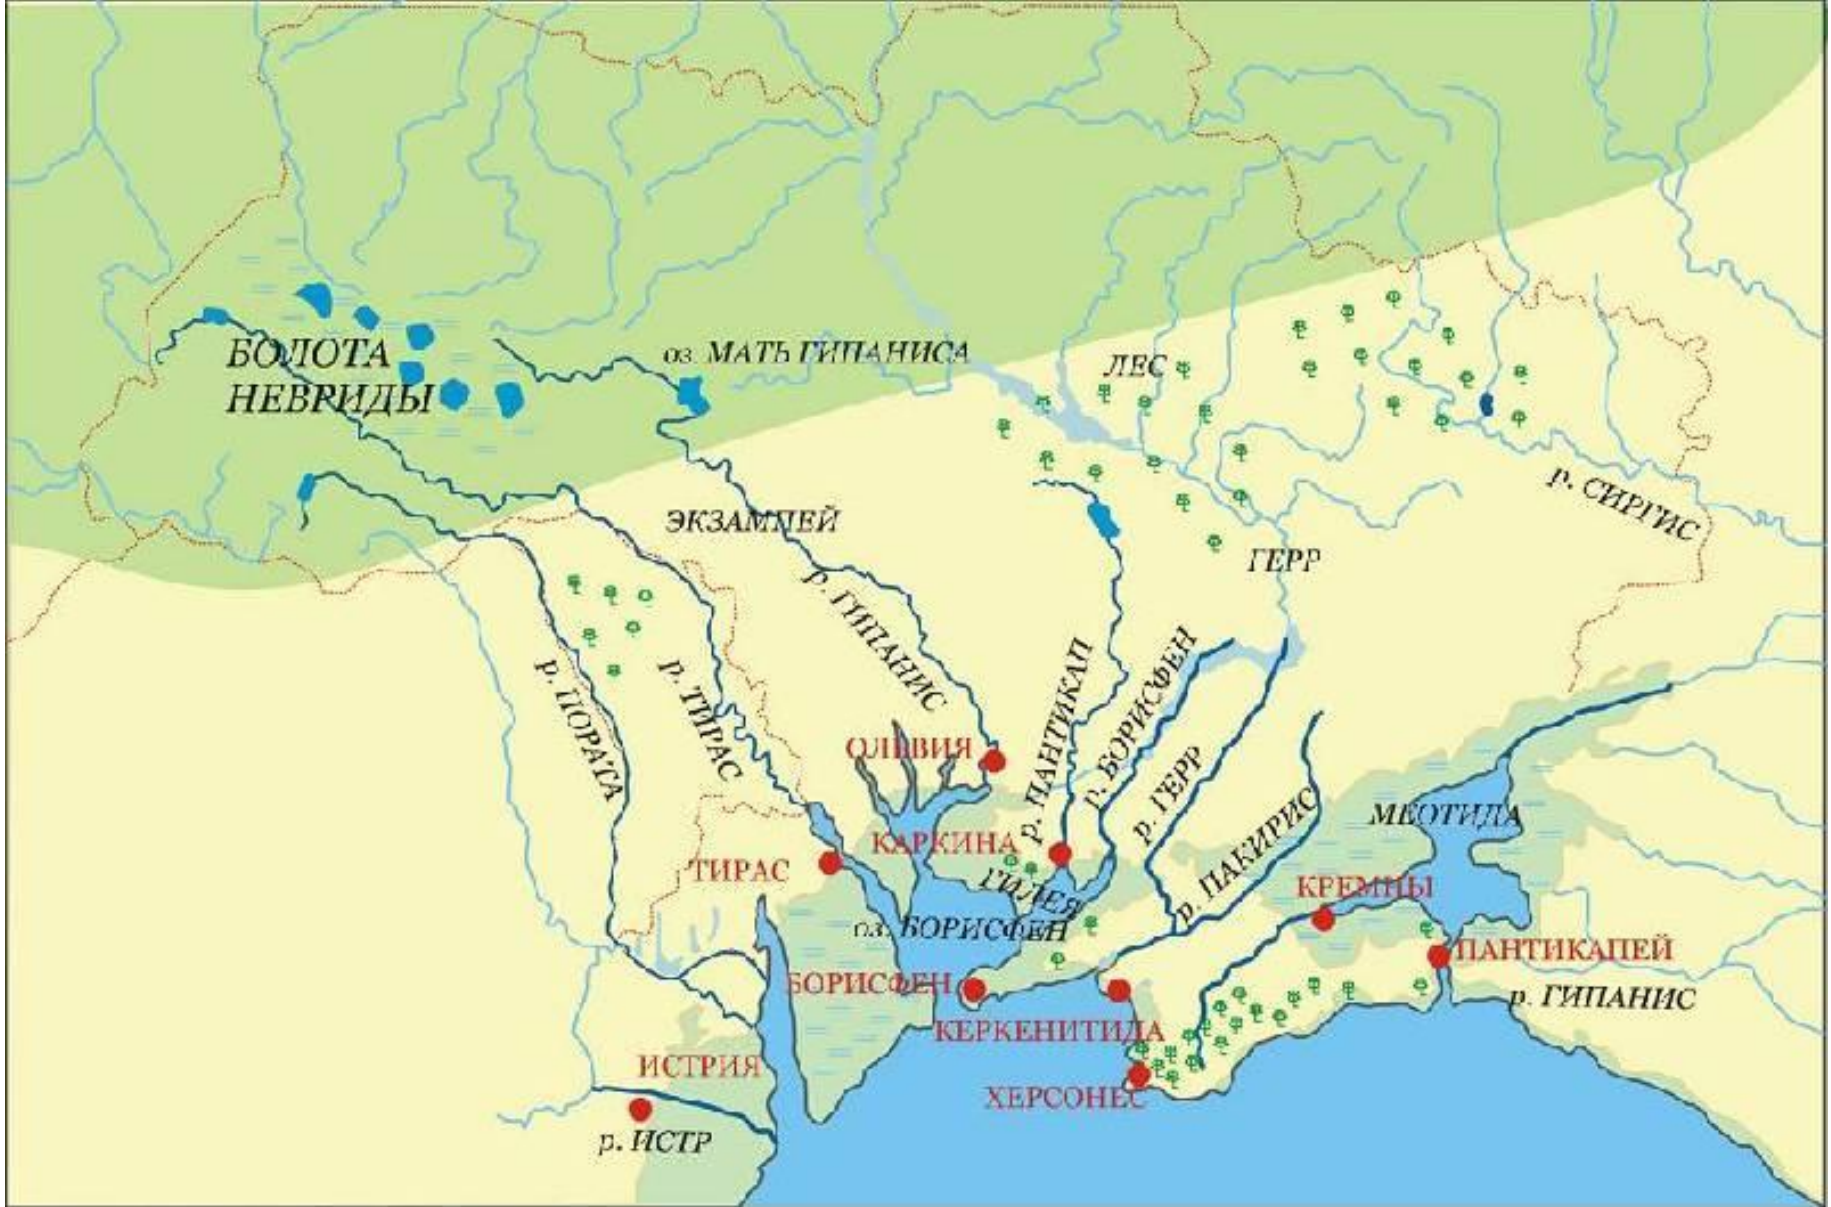 БОЛОТА
НЕВРИДЫ
оз. МАТЬ ГИПАНИСА
ЛЕС
р. СИРГИС
ЭКЗАМПЕЙ
ГЕРР
р. ГИПАНИС
р. ПОРАТА
р. ТИРАС
р. ПАНТИКАП
р. БОРИСФЕН
р. ГЕРР
р. ПАКИРИС
ОЛЬВИЯ
КАРКИНА
МЕОТИДА
ТИРАС
ГИЛЕЯ
КРЕМНЫ
оз. БОРИСФЕН
ПАНТИКАПЕЙ
БОРИСФЕН
р. ГИПАНИС
КЕРКЕНИТИДА
ИСТРИЯ
ХЕРСОНЕС
р. ИСТР